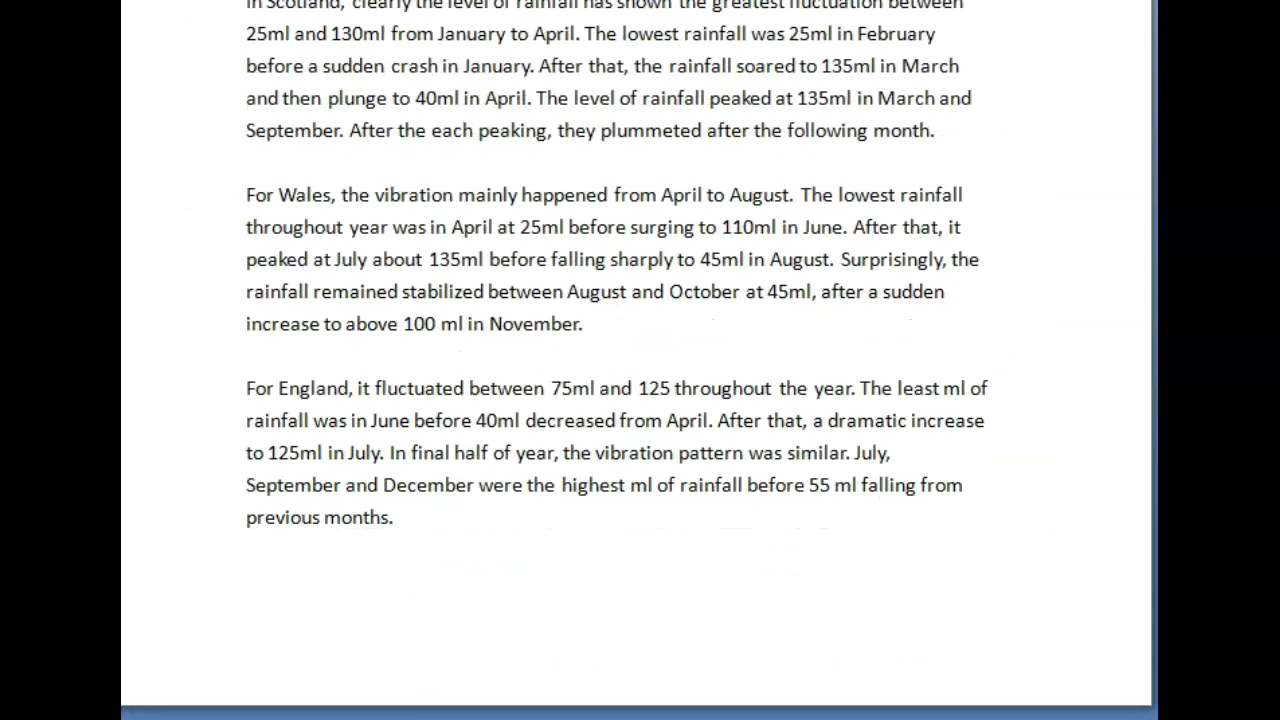 In Scotland, clearly the level of rainfall has shown the greatest fluctuation between
25ml and 130ml from January to April. The lowest rainfall was 25ml in February
before a sudden crash in January. After that, the rainfall soared to 135ml in March
and then plunge to 40ml in April. The level of rainfall peaked at 135ml in March and
September. After the each peaking, they plummeted after the following month.
For Wales, the vibration mainly happened from April to August. The lowest rainfall
throughout year was in April at 25ml before surging to 110ml in June. After that, it
peaked at July about 135ml before falling sharply to 45ml in August. Surprisingly, the
rainfall remained stabilized between August and October at 45ml, after a sudden
increase to above 100 ml in November.
For England, it fluctuated between 75ml and 125 throughout the year. The least ml of
rainfall was in June before 40ml decreased from April. After that, a dramatic increase
to 125ml in July. In final half of year, the vibration pattern was similar. July,
September and December were the highest ml of rainfall before 55 ml falling from
previous months.